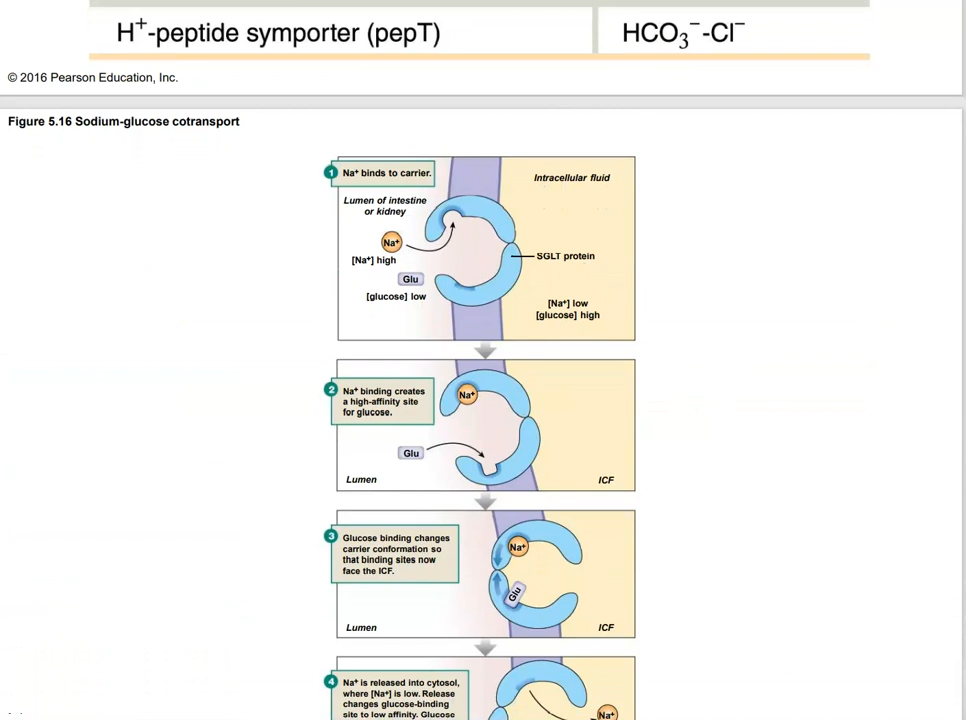 H⁺-peptide symporter (pepT)
HCO₃⁻-Cl⁻
© 2016 Pearson Education, Inc.
Figure 5.16 Sodium-glucose cotransport
1 Na⁺ binds to carrier.
Intracellular fluid
Lumen of intestine
or kidney
Na⁺
[Na⁺] high
SGLT protein
Glu
[glucose] low
[Na⁺] low
[glucose] high
2 Na⁺ binding creates
a high-affinity site
for glucose.
Na⁺
Glu
Lumen
ICF
3 Glucose binding changes
carrier conformation so
that binding sites now
face the ICF.
Na⁺
Glu
Lumen
ICF
4 Na⁺ is released into cytosol,
where [Na⁺] is low. Release
changes glucose-binding
site to low affinity. Glucose
Na⁺